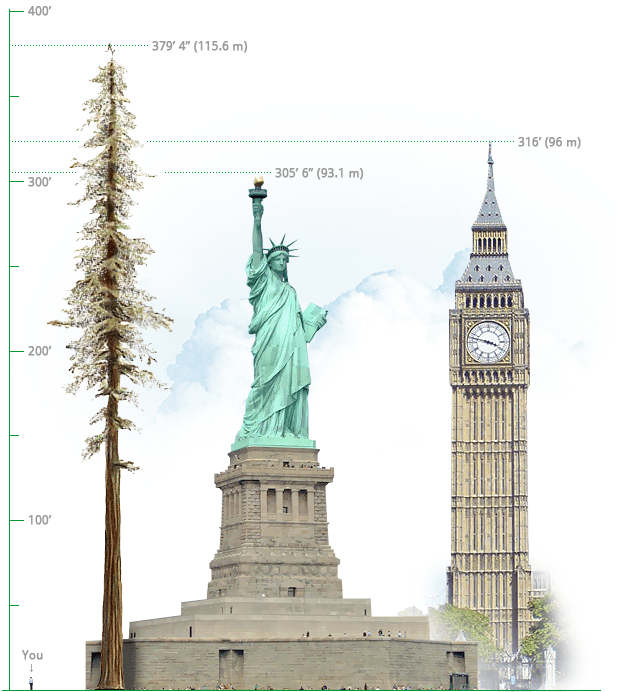 400’
379’ 4” (115.6 m)
316’ (96 m)
305’ 6” (93.1 m)
300’
200’
100’
You